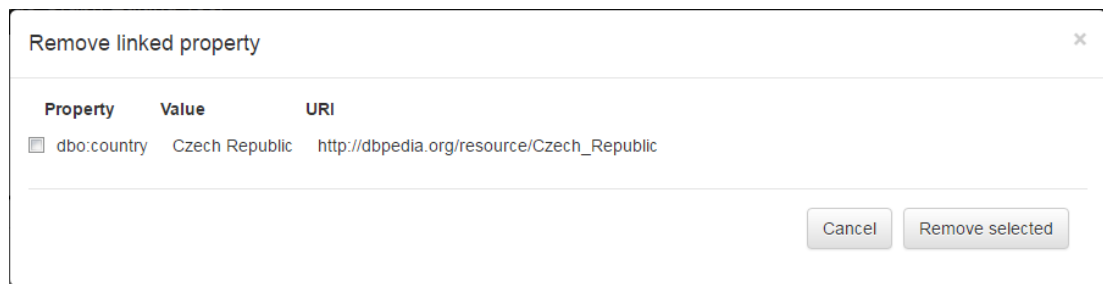 Remove linked property
×
Property Value URI
dbo:country Czech Republic http://dbpedia.org/resource/Czech_Republic
Cancel Remove selected